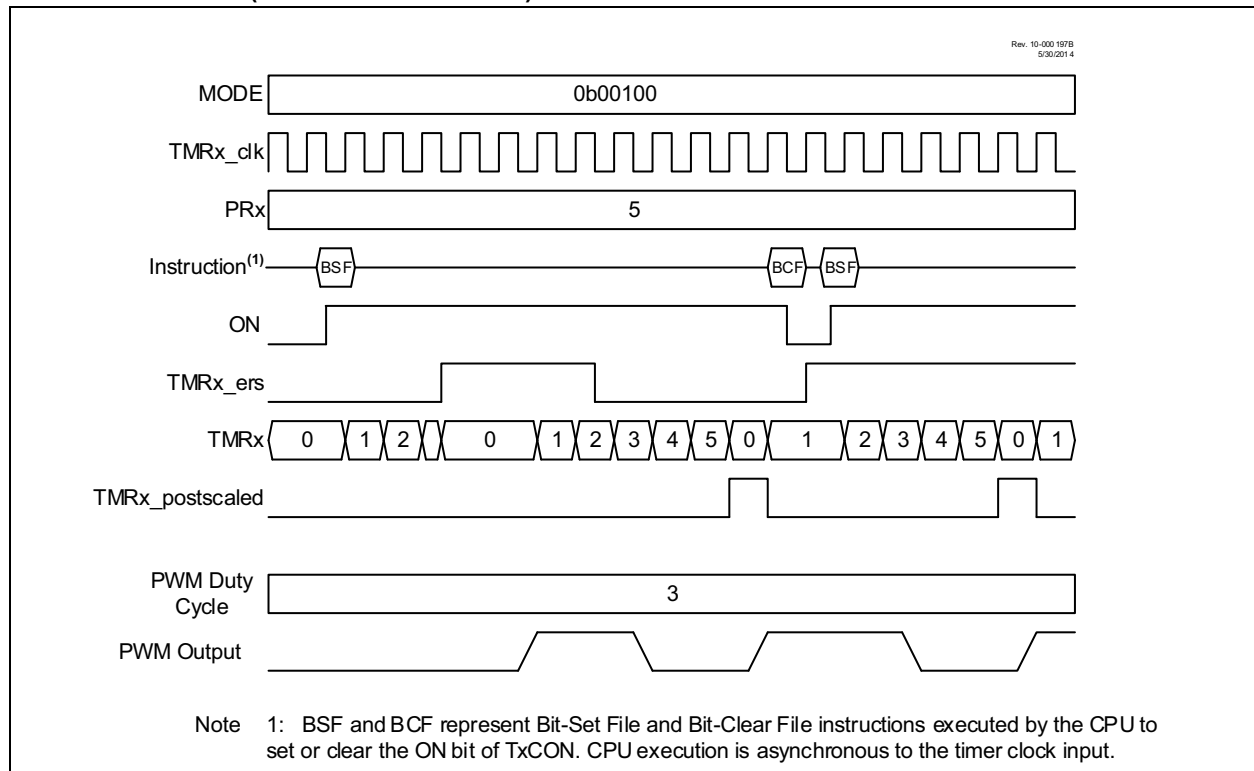 Rev. 10-000 197B
5/30/201 4
MODE 0b00100
TMRx_clk
PRx 5
Instruction(1) BSF BCF BSF
ON
TMRx_ers
TMRx 0 1 2 0 1 2 3 4 5 0 1 2 3 4 5 0 1
TMRx_postscaled
PWM Duty
Cycle 3
PWM Output
Note 1: BSF and BCF represent Bit-Set File and Bit-Clear File instructions executed by the CPU to
set or clear the ON bit of TxCON. CPU execution is asynchronous to the timer clock input.